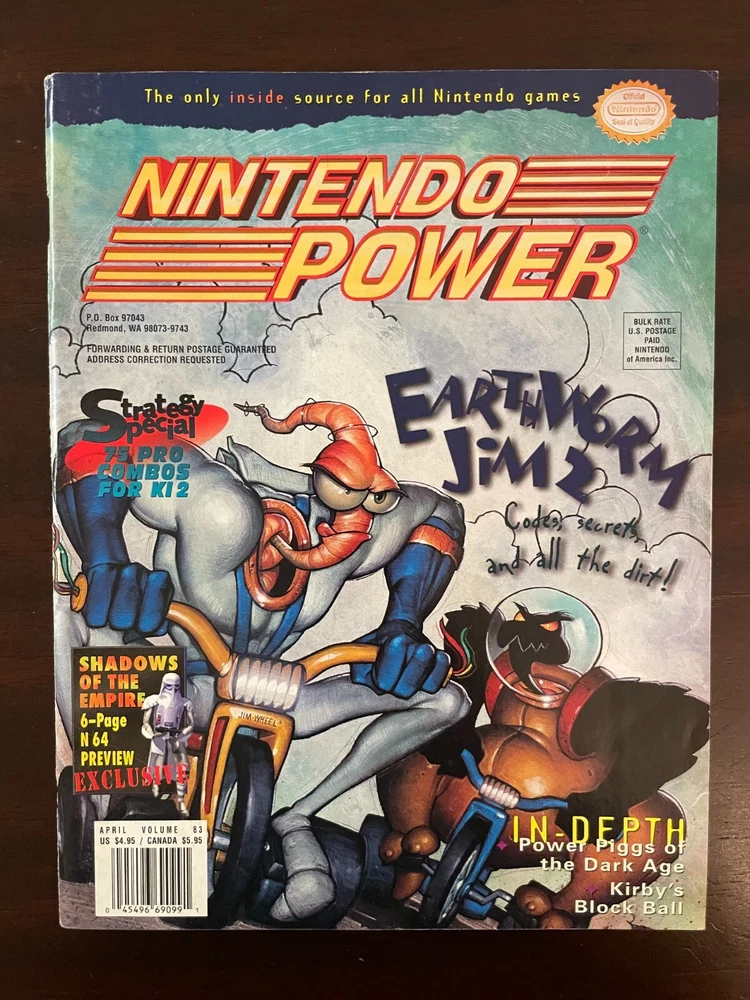 The only inside source for all Nintendo games
Official
Nintendo
Seal of Quality
NINTENDO
POWER®
P.O. Box 97043
Redmond, WA 98073-9743
FORWARDING & RETURN POSTAGE GUARANTEED
ADDRESS CORRECTION REQUESTED
BULK RATE
U.S. POSTAGE
PAID
NINTENDO
of America Inc.
Strategy
Special
75 PRO
COMBOS
FOR KI 2
EARTHWORM
JIM 2
Codes, secrets,
and all the dirt!
SHADOWS
OF THE
EMPIRE
6-Page
N 64
PREVIEW
EXCLUSIVE
JIM-WHEEL
APRIL VOLUME 83
US $4.95 / CANADA $5.95
0 45496 69099 1
IN-DEPTH
Power Piggs of
the Dark Age
Kirby's
Block Ball